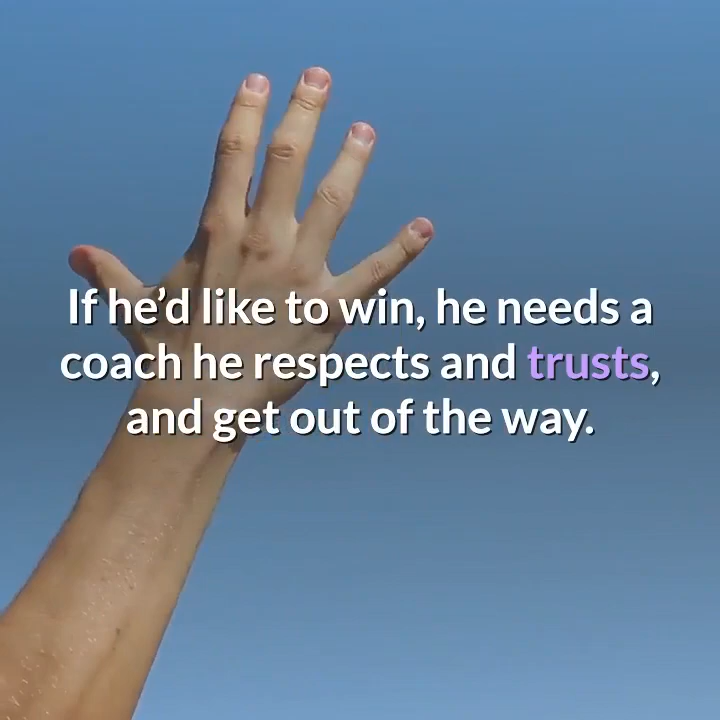 If he’d like to win, he needs a
coach he respects and trusts,
and get out of the way.